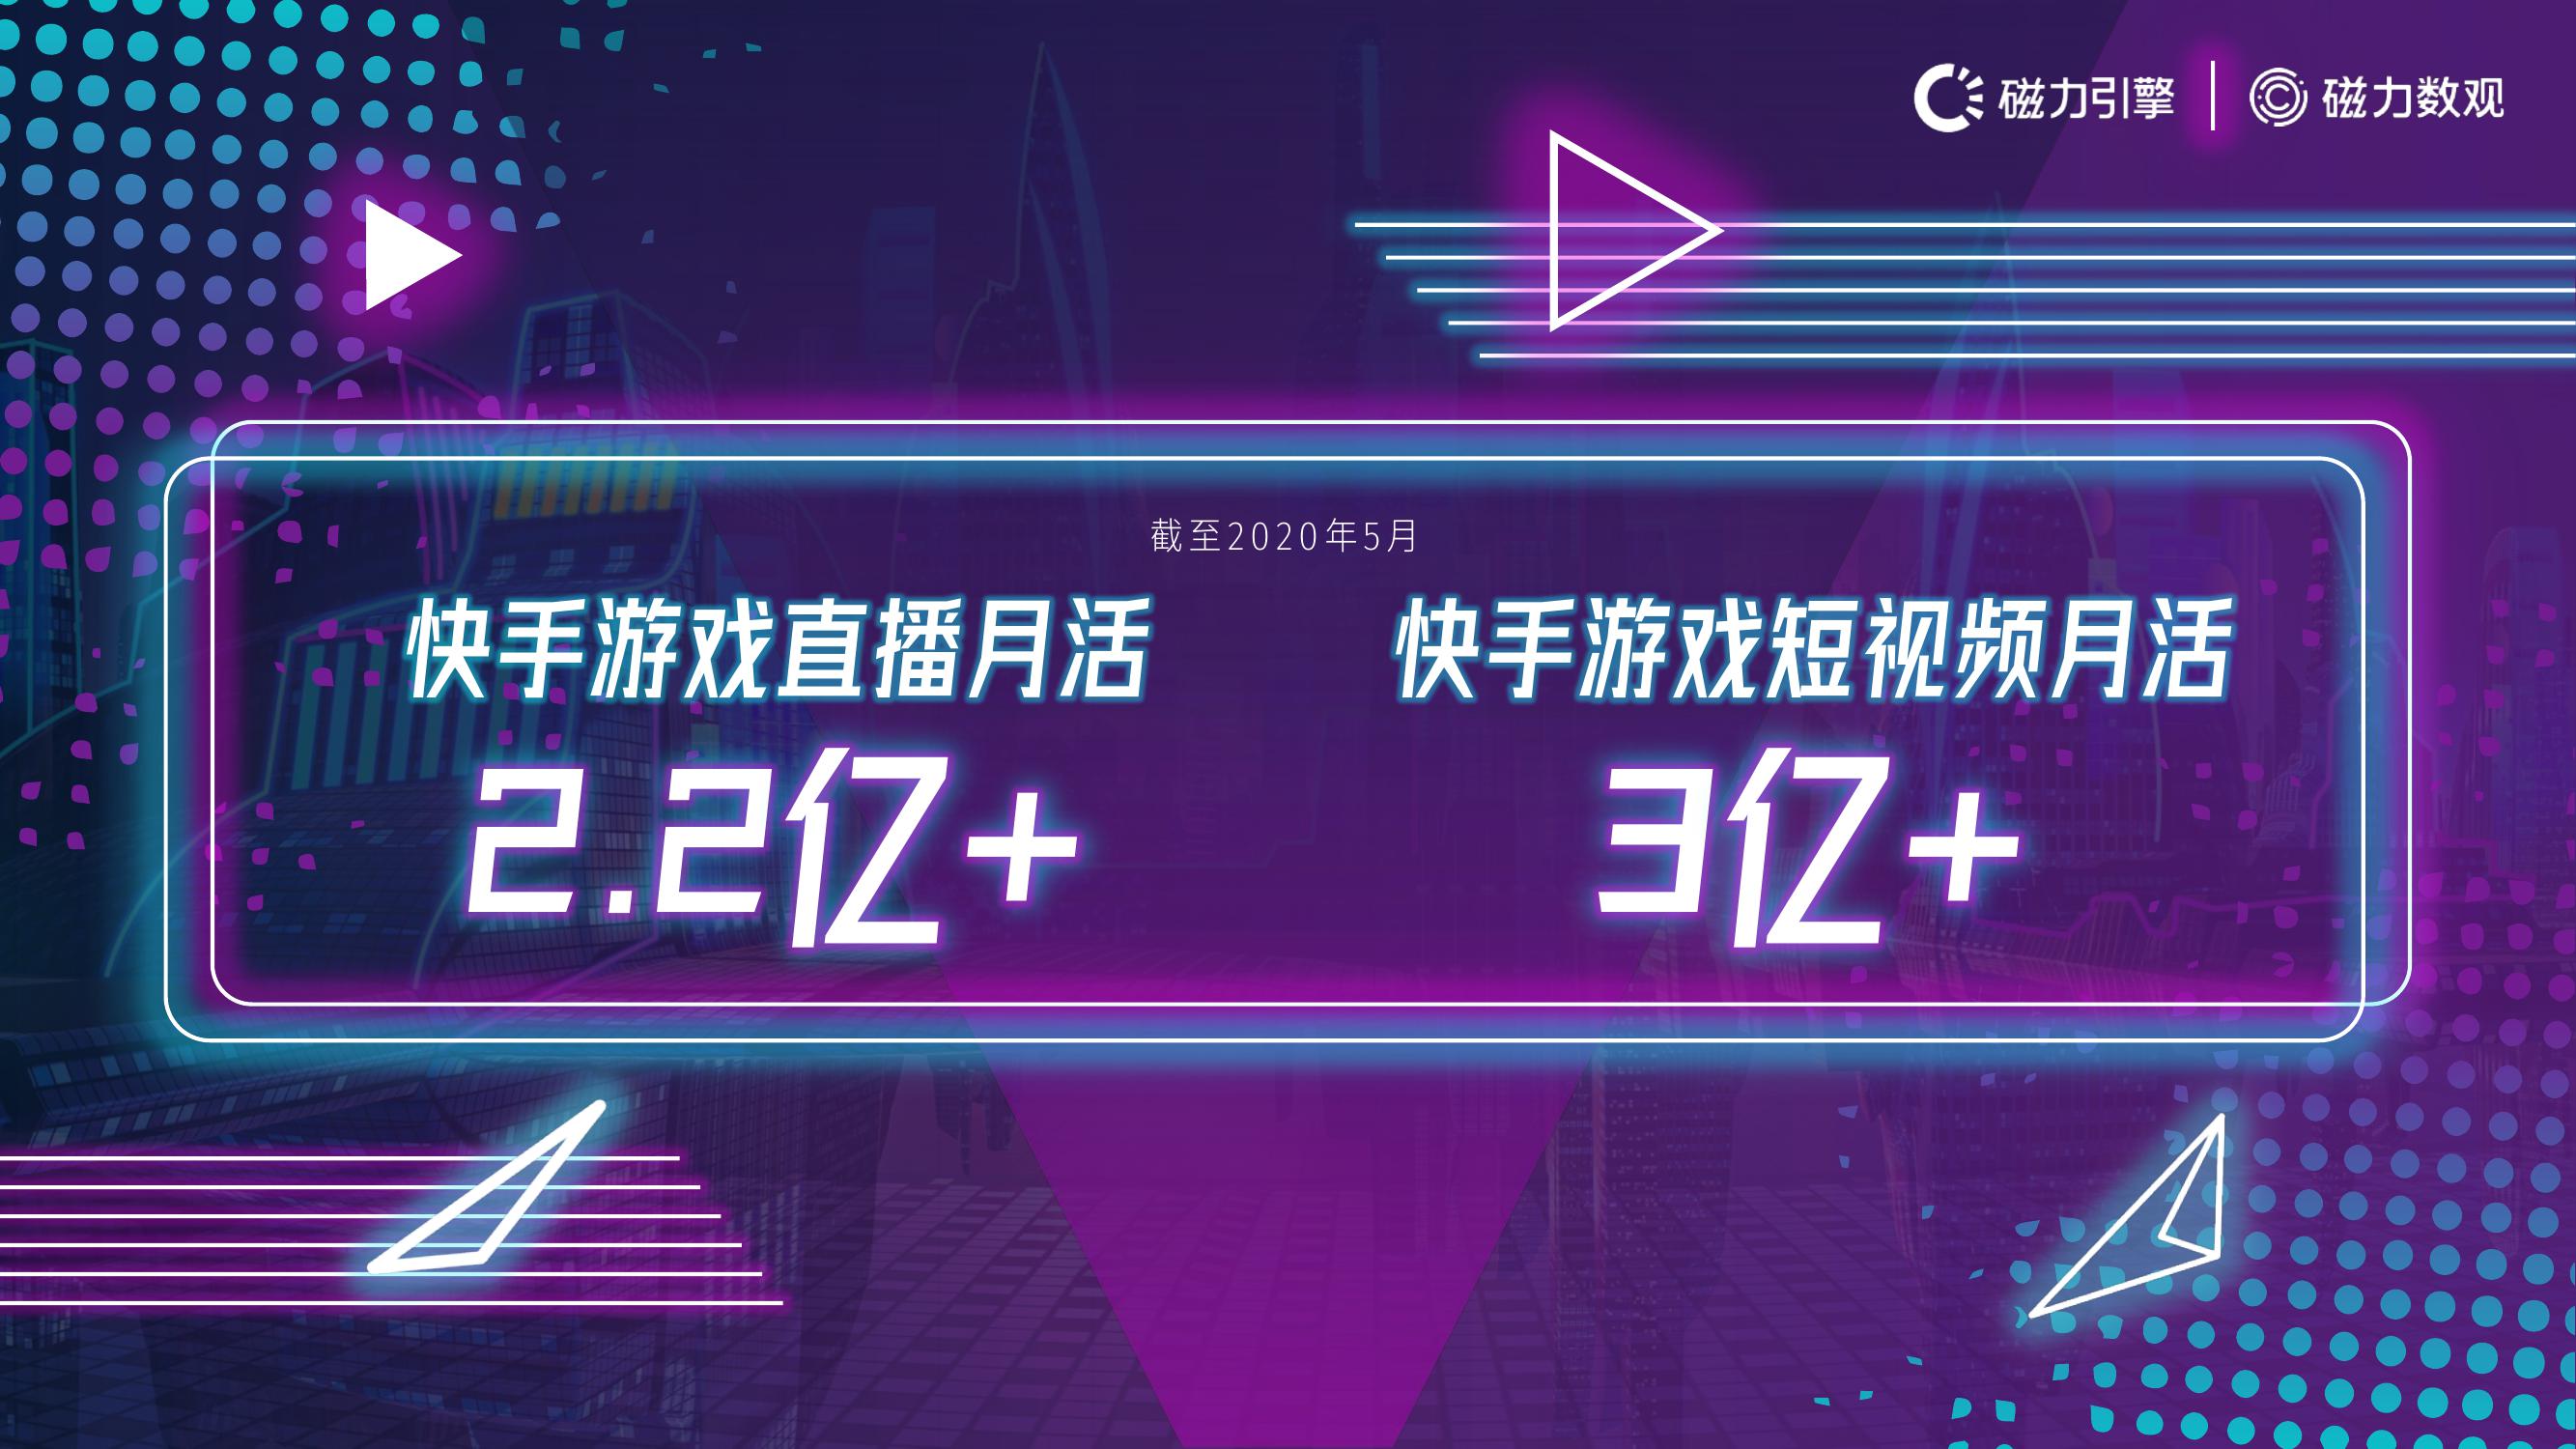 磁力引擎 | 磁力数观
截至2020年5月
快手游戏直播月活
2.2亿+
快手游戏短视频月活
3亿+